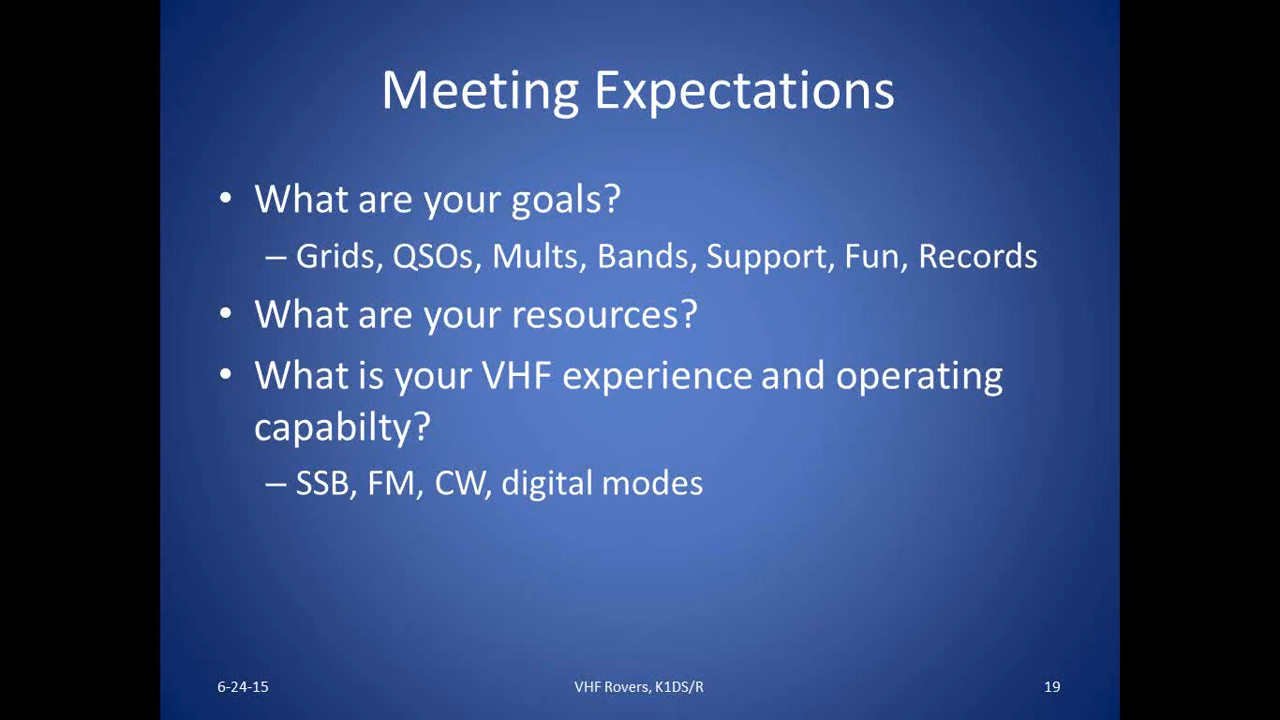 Meeting Expectations
• What are your goals?
– Grids, QSOs, Mults, Bands, Support, Fun, Records
• What are your resources?
• What is your VHF experience and operating
capabilty?
– SSB, FM, CW, digital modes
6-24-15
VHF Rovers, K1DS/R
19